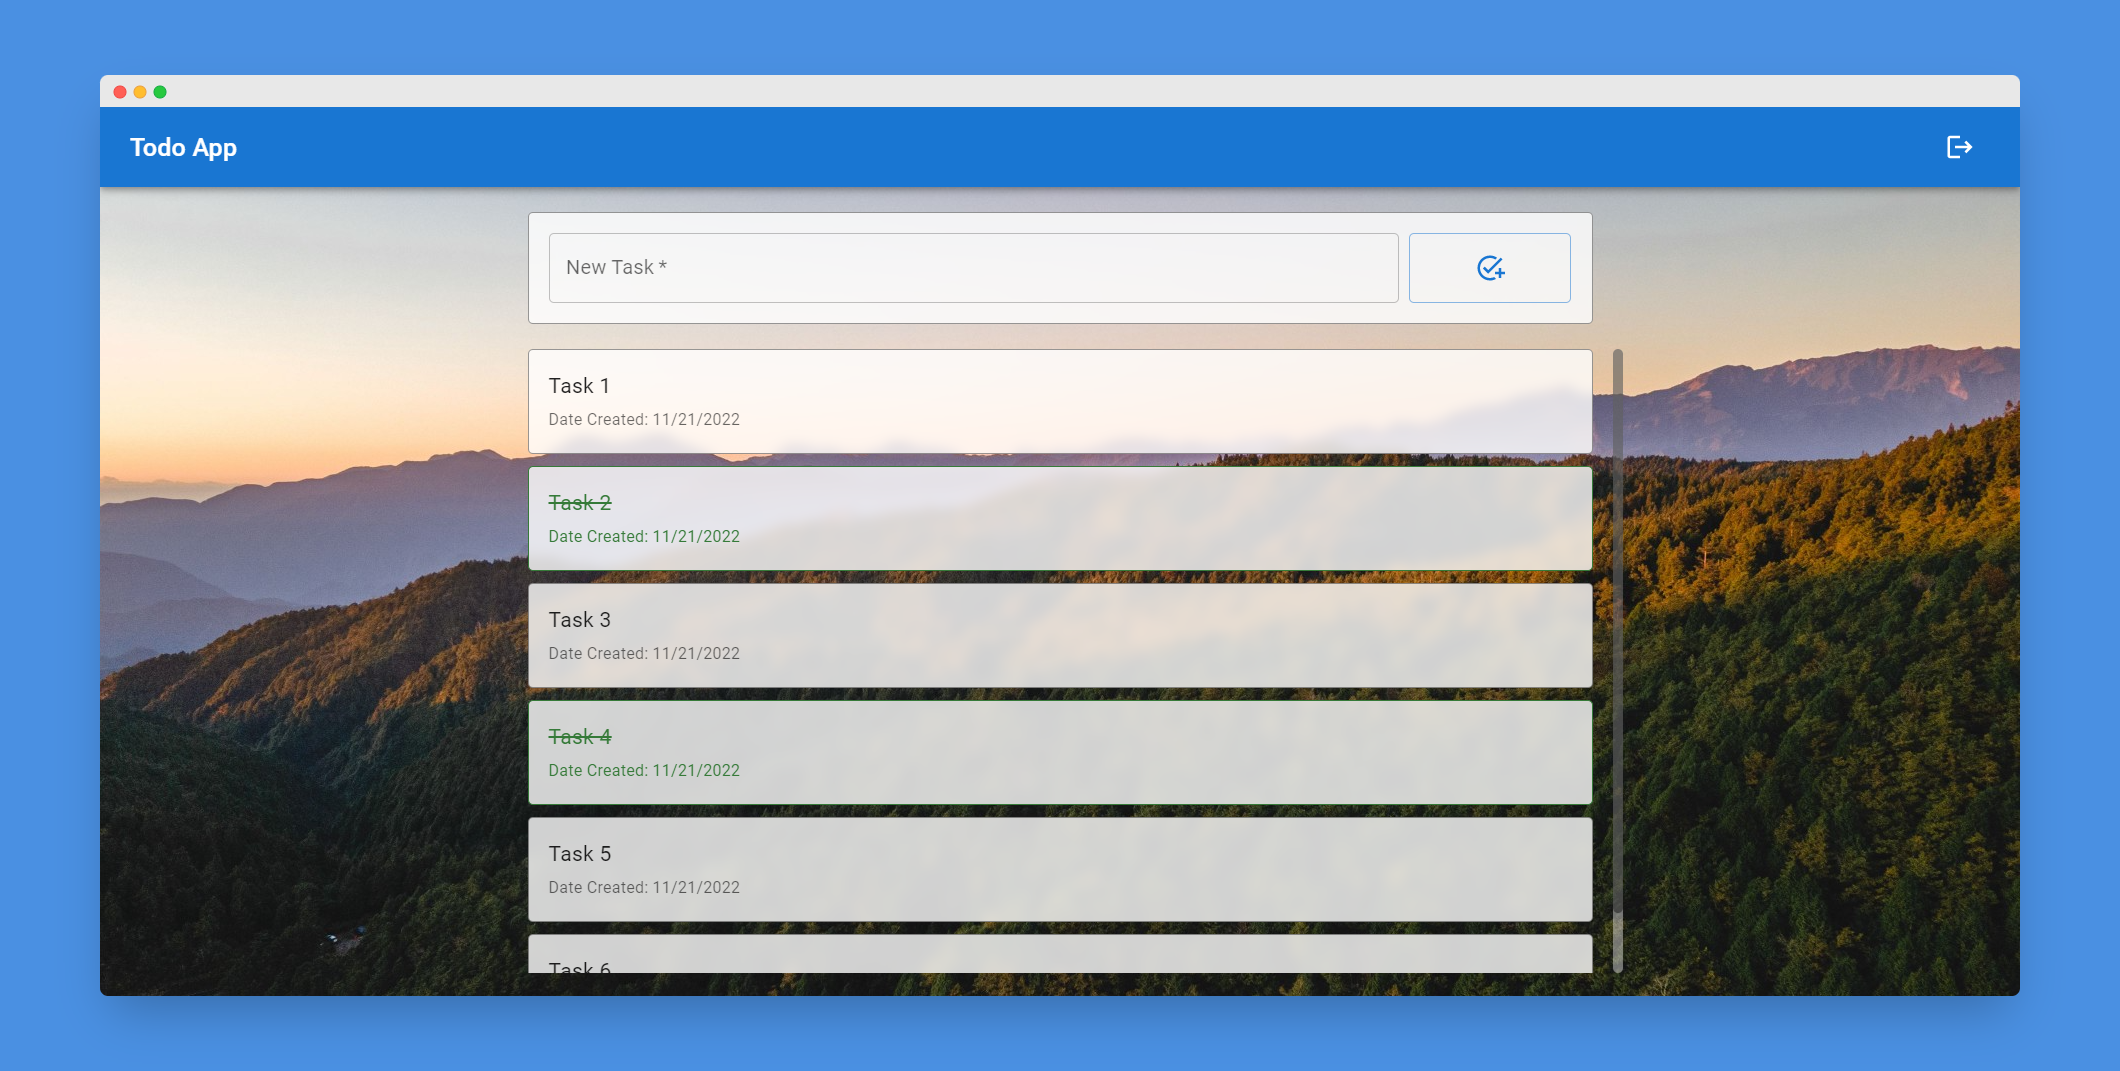 Todo App
New Task *
Task 1
Date Created: 11/21/2022
Task 2
Date Created: 11/21/2022
Task 3
Date Created: 11/21/2022
Task 4
Date Created: 11/21/2022
Task 5
Date Created: 11/21/2022
Task 6